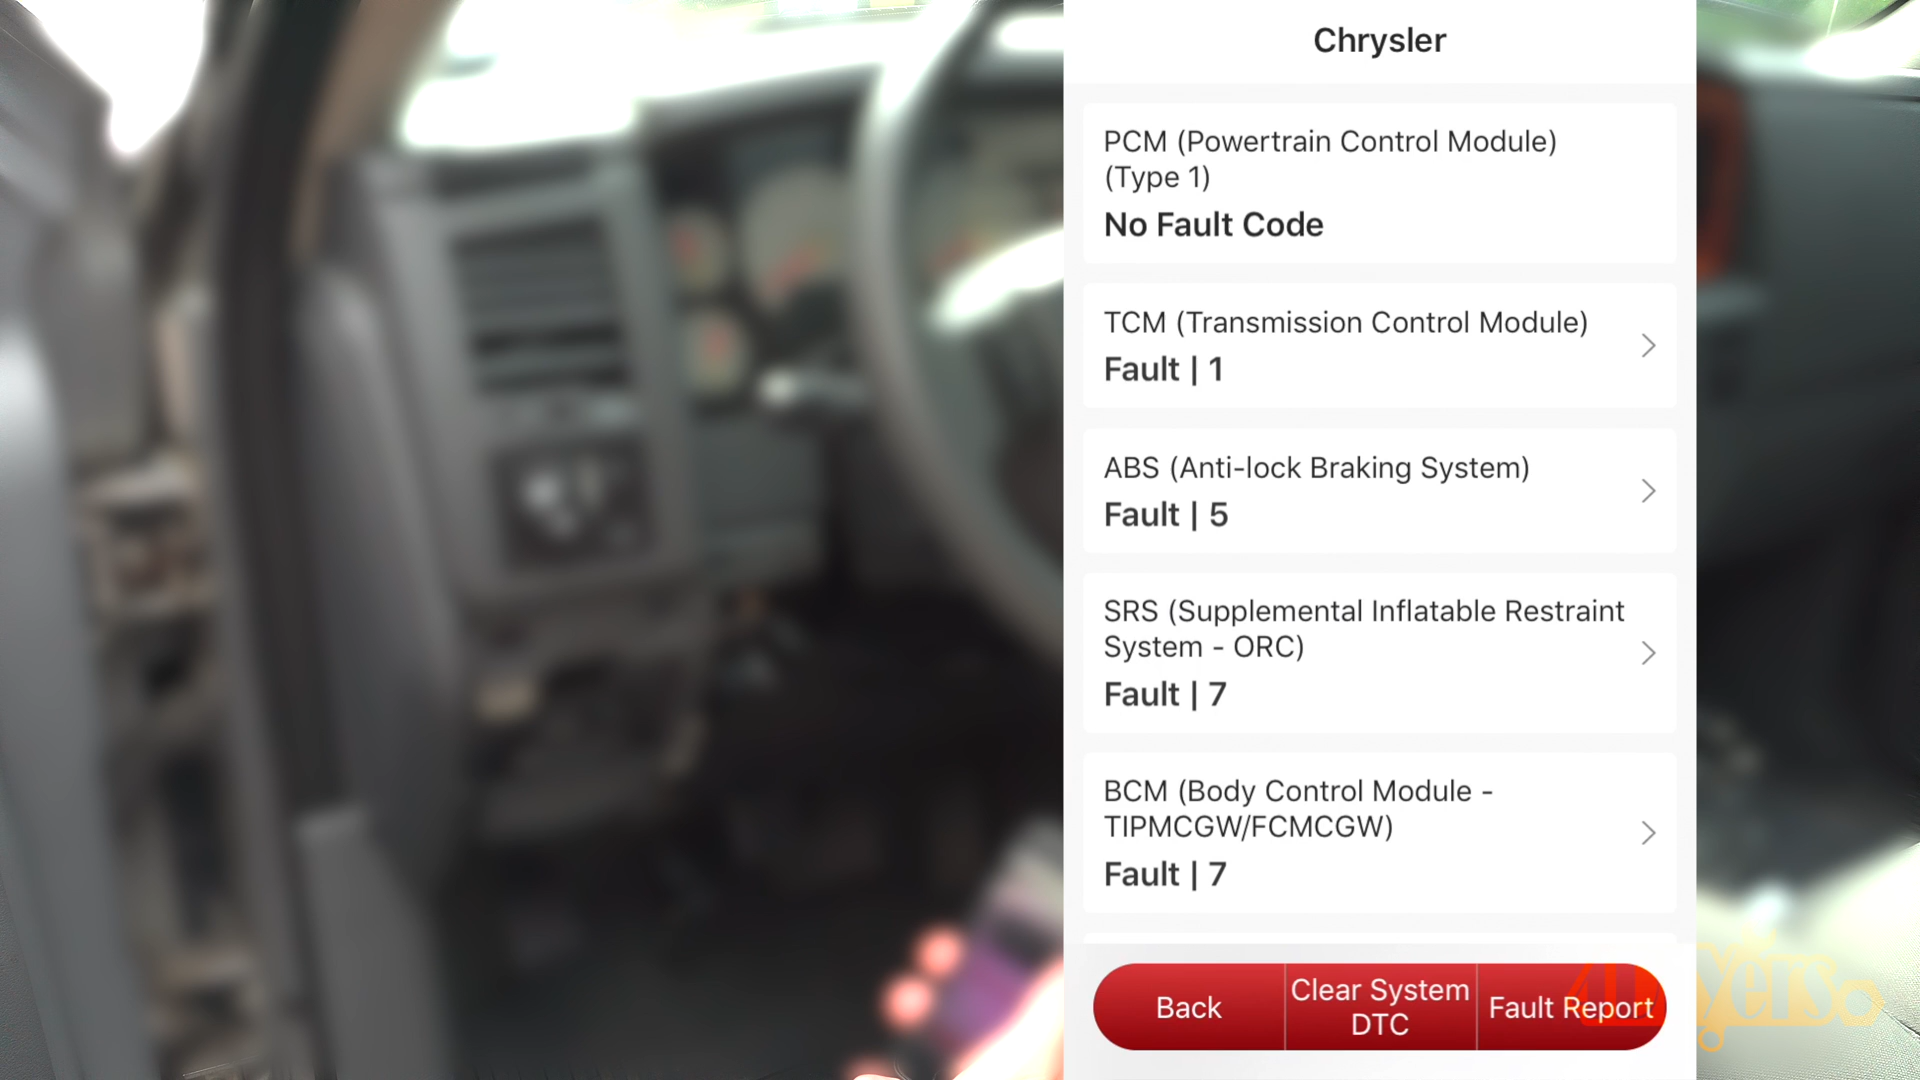 Chrysler
PCM (Powertrain Control Module)
(Type 1)
No Fault Code
TCM (Transmission Control Module)
Fault | 1
ABS (Anti-lock Braking System)
Fault | 5
SRS (Supplemental Inflatable Restraint
System - ORC)
Fault | 7
BCM (Body Control Module -
TIPMCGW/FCMCGW)
Fault | 7
Back
Clear System
DTC
Fault Report